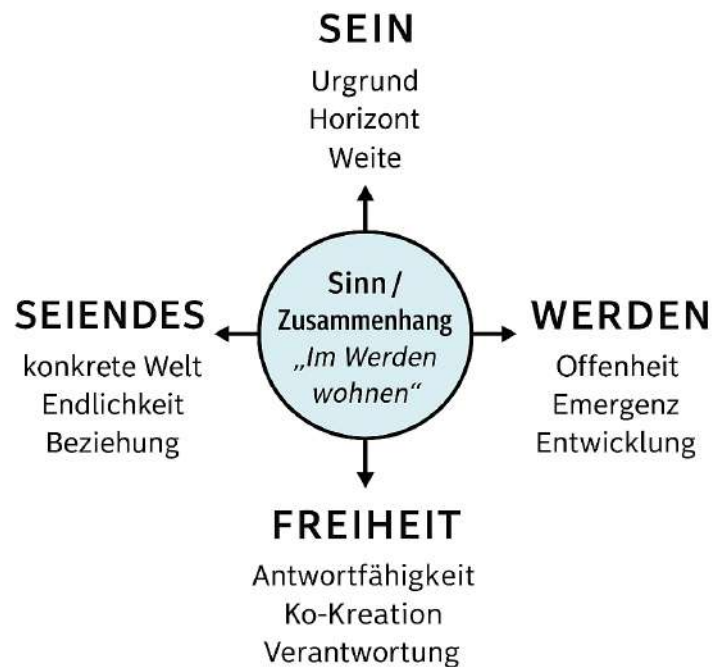 SEIN
Urgrund
Horizont
Weite
Sinn/
Zusammenhang
„Im Werden
wohnen“
SEIENDES
konkrete Welt
Endlichkeit
Beziehung
WERDEN
Offenheit
Emergenz
Entwicklung
FREIHEIT
Antwortfähigkeit
Ko-Kreation
Verantwortung